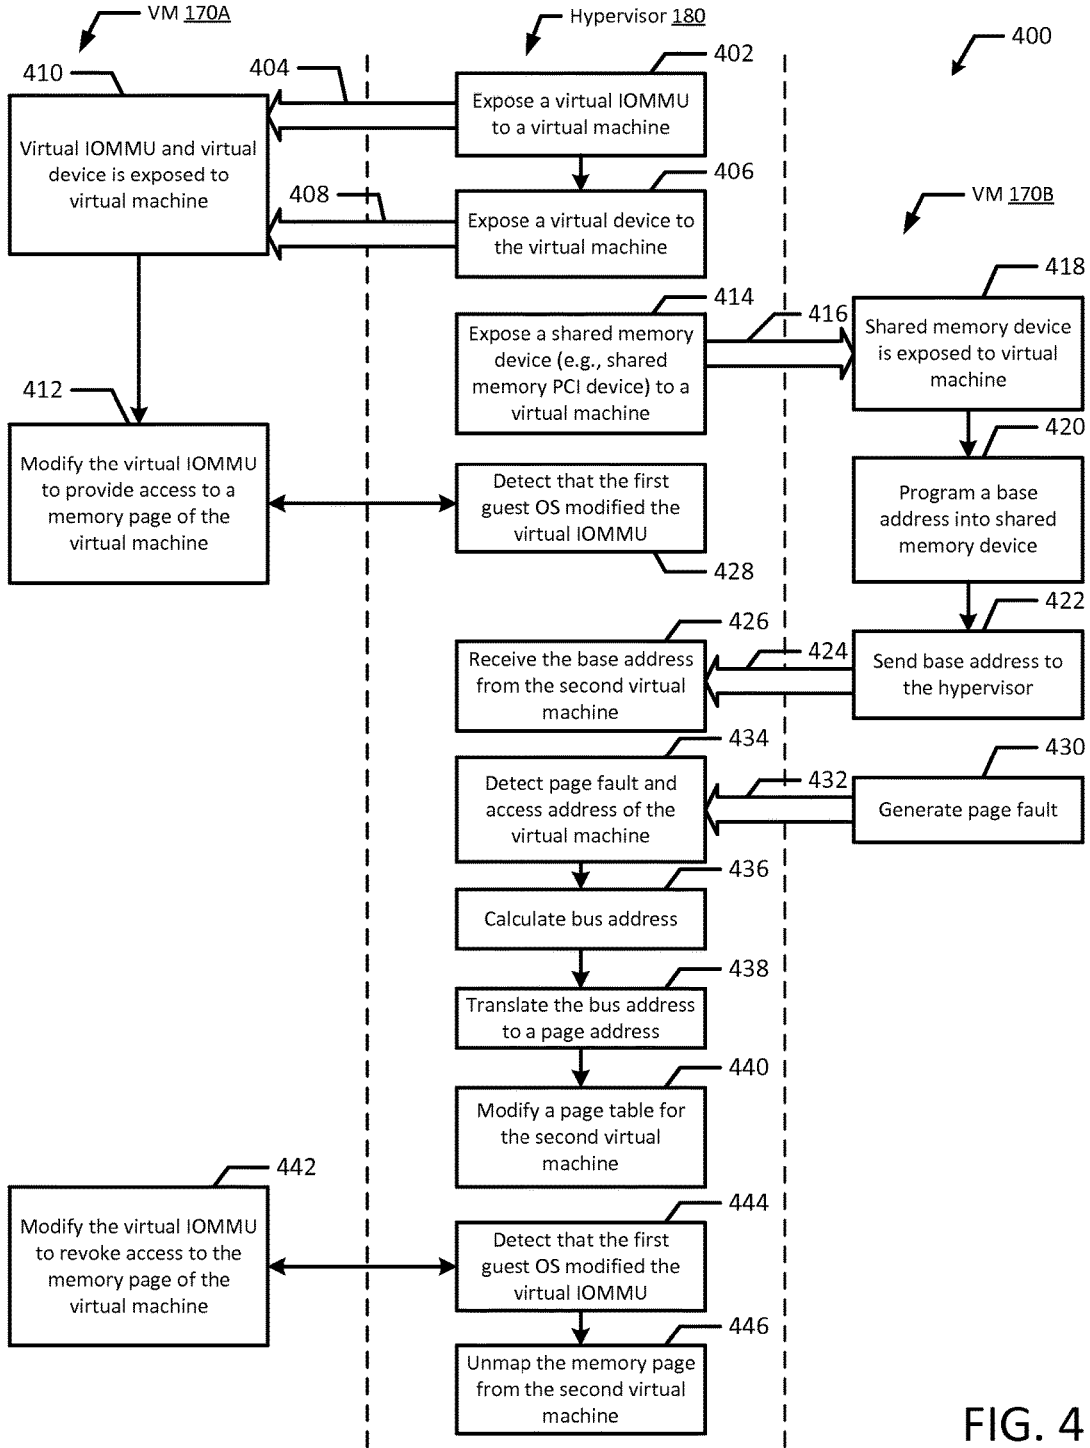 VM 170A
Hypervisor 180
400
402
404
410
Expose a virtual IOMMU
to a virtual machine
Virtual IOMMU and virtual
device is exposed to
virtual machine
406
408
Expose a virtual device to
the virtual machine
VM 170B
414
416
418
Expose a shared memory
device (e.g., shared
memory PCI device) to a
virtual machine
Shared memory device
is exposed to virtual
machine
412
Modify the virtual IOMMU
to provide access to a
memory page of the
virtual machine
Detect that the first
guest OS modified the
virtual IOMMU
428
420
Program a base
address into shared
memory device
422
Send base address to
the hypervisor
424
426
Receive the base address
from the second virtual
machine
430
Generate page fault
432
434
Detect page fault and
access address of the
virtual machine
436
Calculate bus address
438
Translate the bus address
to a page address
440
Modify a page table for
the second virtual
machine
442
Modify the virtual IOMMU
to revoke access to the
memory page of the
virtual machine
444
Detect that the first
guest OS modified the
virtual IOMMU
446
Unmap the memory page
from the second virtual
machine
FIG. 4